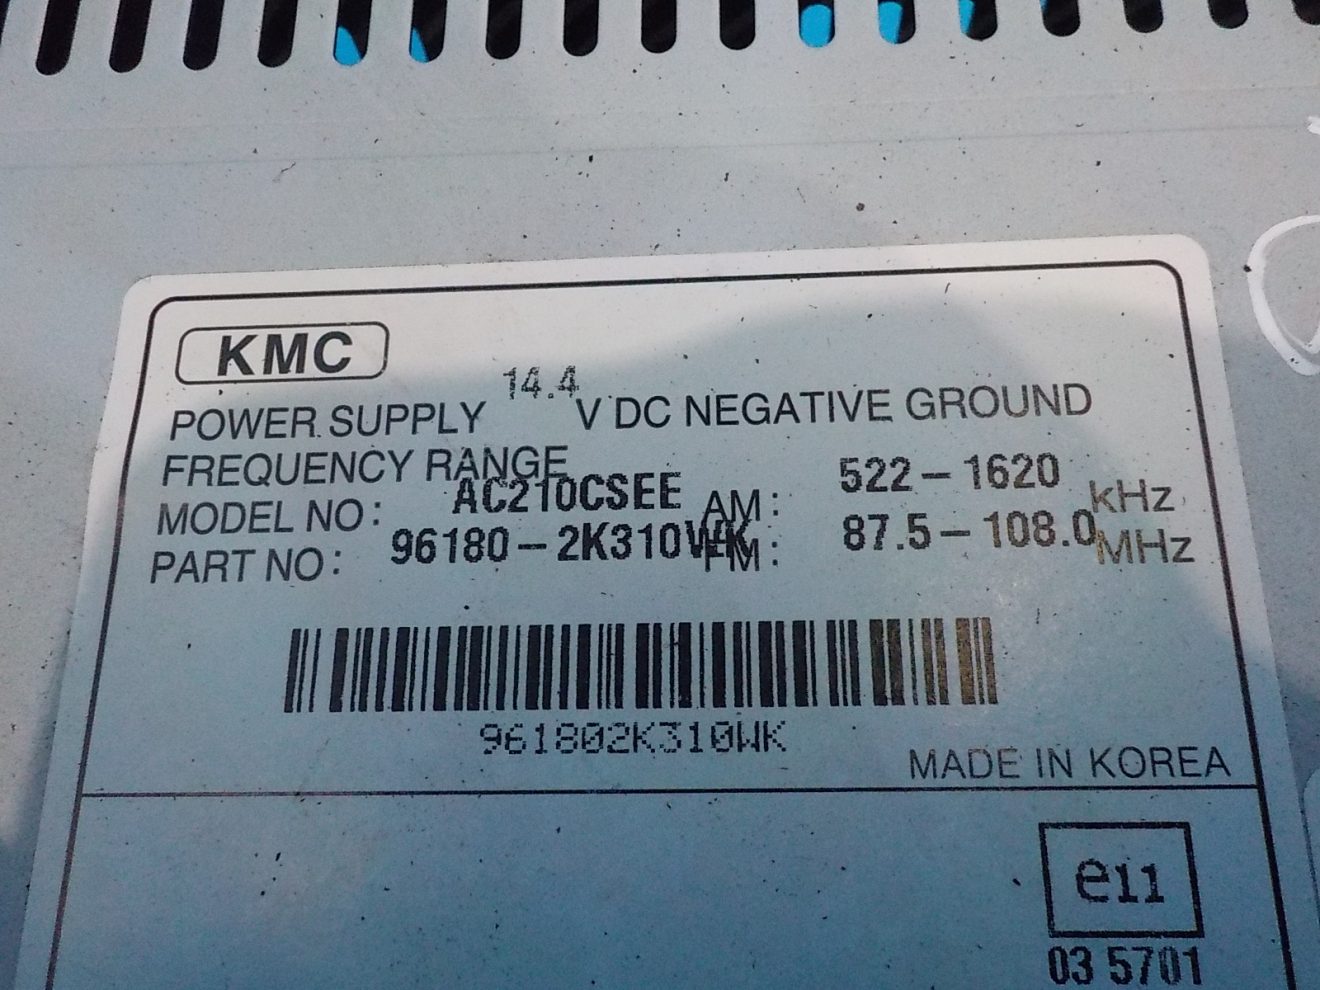 KMC
POWER SUPPLY 14.4 V DC NEGATIVE GROUND
FREQUENCY RANGE
AM: 522-1620 kHz
MODEL NO: AC210CSEE
FM: 87.5-108.0 MHz
PART NO: 96180-2K310WK
961802K310WK
MADE IN KOREA
e11
03 5701